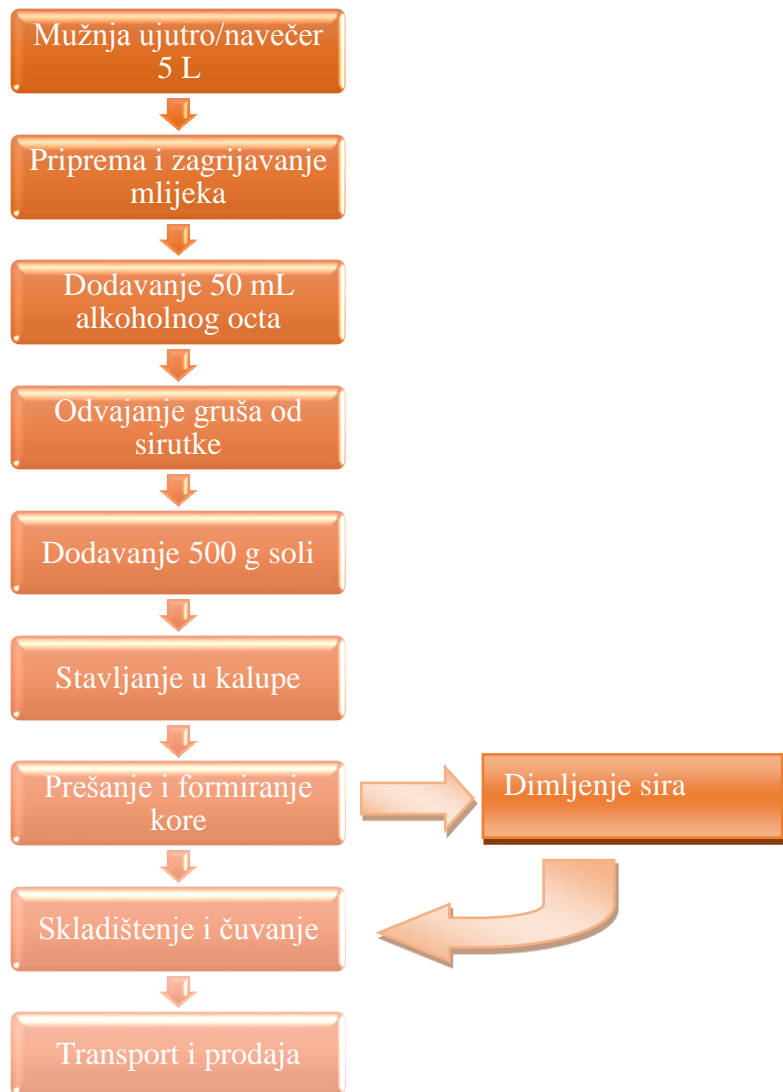 Mužnja ujutro/navečer
5 L
Priprema i zagrijavanje
mlijeka
Dodavanje 50 mL
alkoholnog octa
Odvajanje gruša od
sirutke
Dodavanje 500 g soli
Stavljanje u kalupe
Prešanje i formiranje
kore
Dimljenje sira
Skladištenje i čuvanje
Transport i prodaja